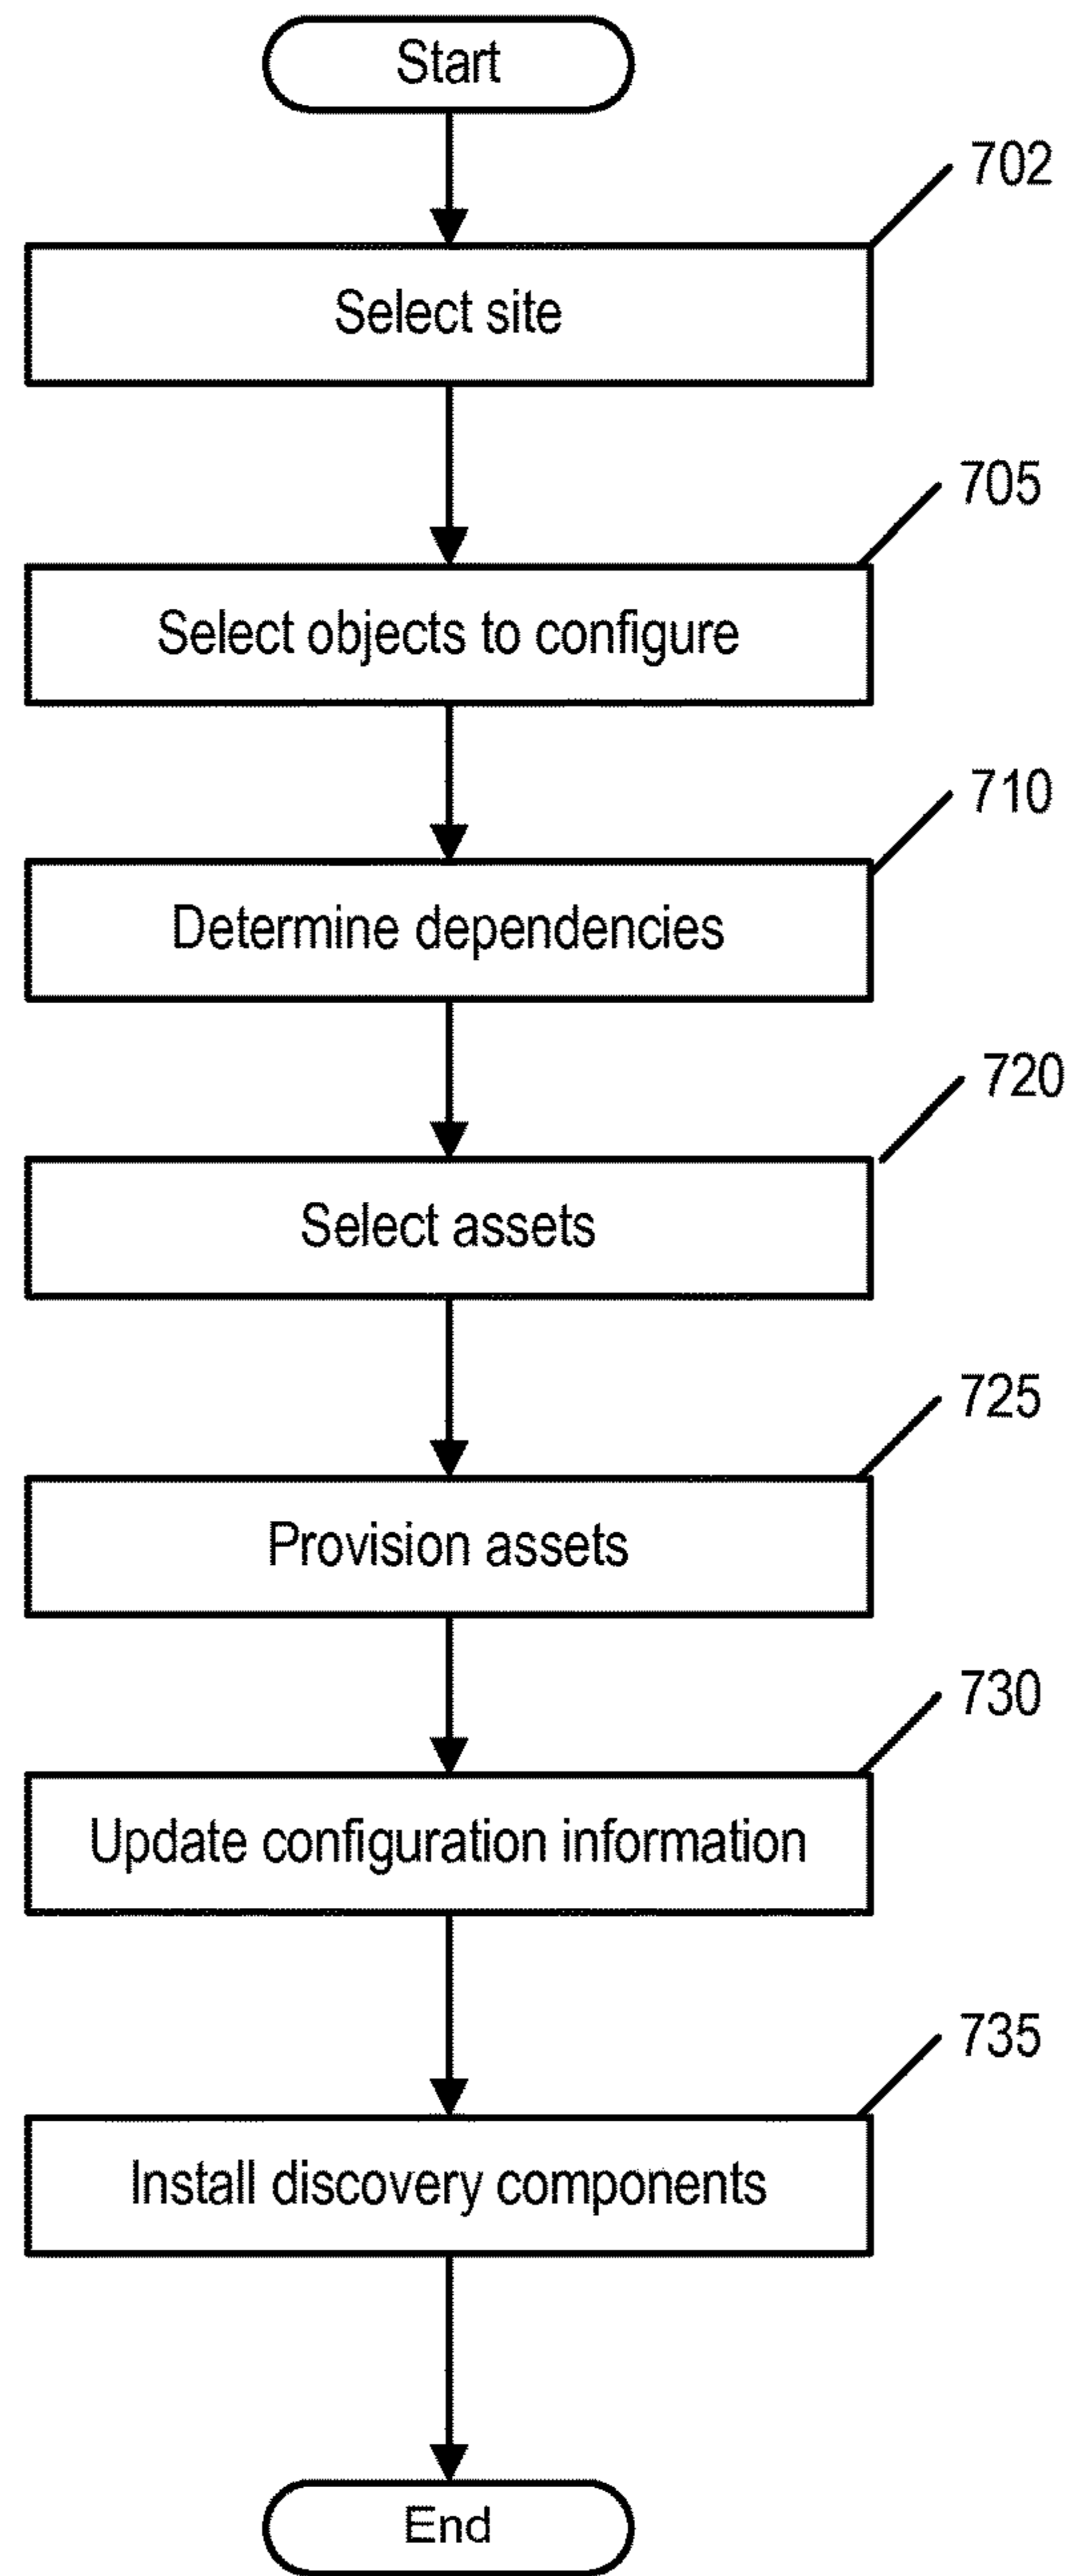 Start
702
Select site
705
Select objects to configure
710
Determine dependencies
720
Select assets
725
Provision assets
730
Update configuration information
735
Install discovery components
End